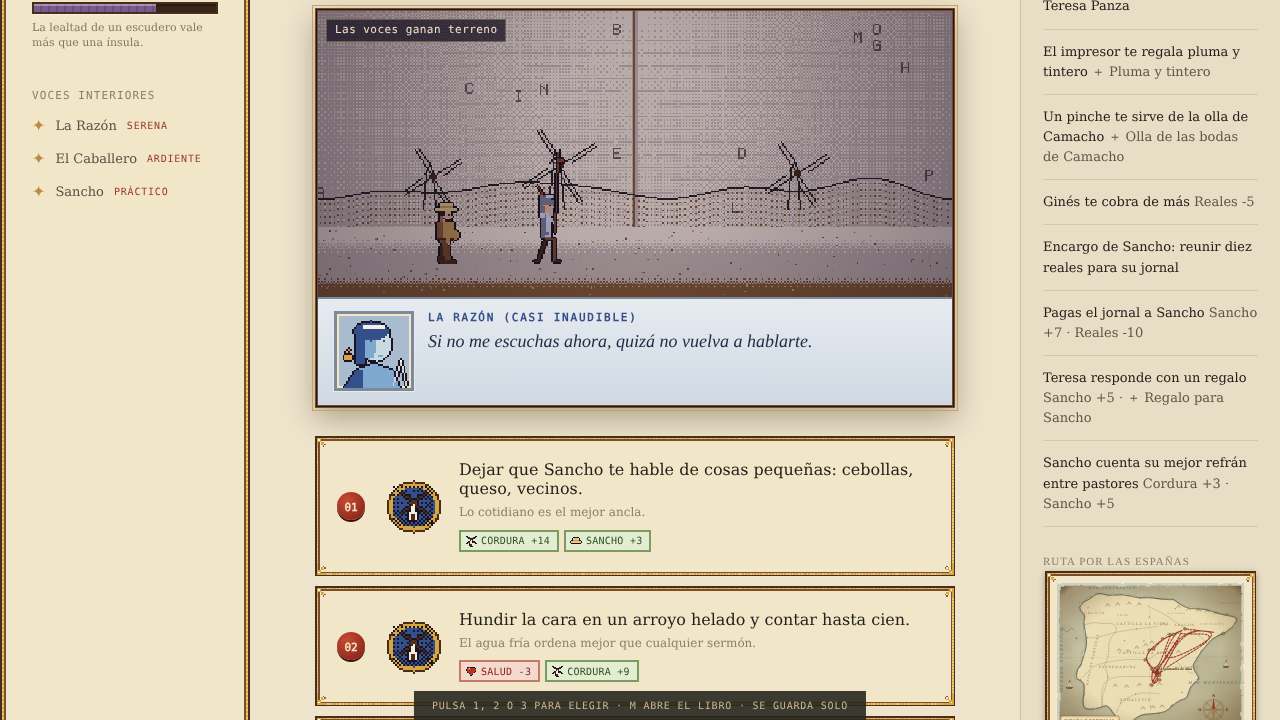 La lealtad de un escudero vale
más que una ínsula.
VOCES INTERIORES
La Razón SERENA
El Caballero ARDIENTE
Sancho PRÁCTICO
Las voces ganan terreno
B
M O
G
H
C I N
E
D
P
L
LA RAZÓN (CASI INAUDIBLE)
Si no me escuchas ahora, quizá no vuelva a hablarte.
01
Dejar que Sancho te hable de cosas pequeñas: cebollas,
queso, vecinos.
Lo cotidiano es el mejor ancla.
CORDURA +14 SANCHO +3
02
Hundir la cara en un arroyo helado y contar hasta cien.
El agua fría ordena mejor que cualquier sermón.
SALUD -3 CORDURA +9
PULSA 1, 2 O 3 PARA ELEGIR · M ABRE EL LIBRO · SE GUARDA SOLO
Teresa Panza
El impresor te regala pluma y
tintero + Pluma y tintero
Un pinche te sirve de la olla de
Camacho + Olla de las bodas
de Camacho
Ginés te cobra de más Reales -5
Encargo de Sancho: reunir diez
reales para su jornal
Pagas el jornal a Sancho Sancho
+7 · Reales -10
Teresa responde con un regalo
Sancho +5 · + Regalo para
Sancho
Sancho cuenta su mejor refrán
entre pastores Cordura +3 ·
Sancho +5
RUTA POR LAS ESPAÑAS